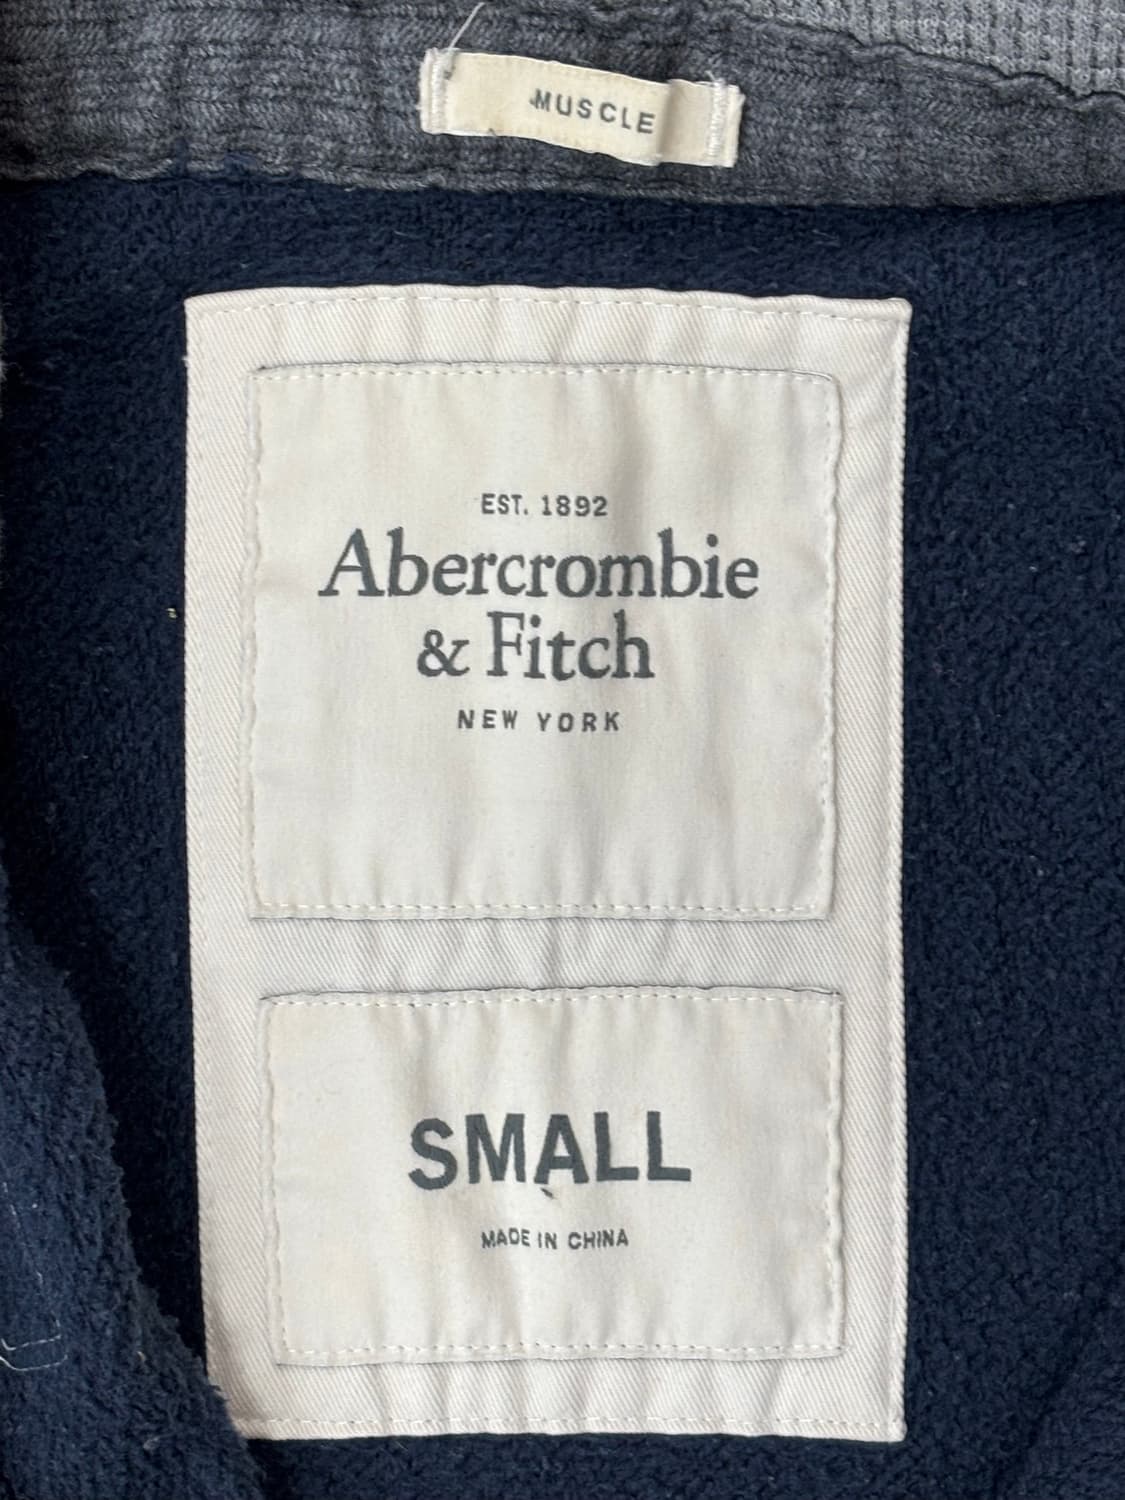 MUSCLE
EST. 1892
Abercrombie
& Fitch
NEW YORK
SMALL
MADE IN CHINA